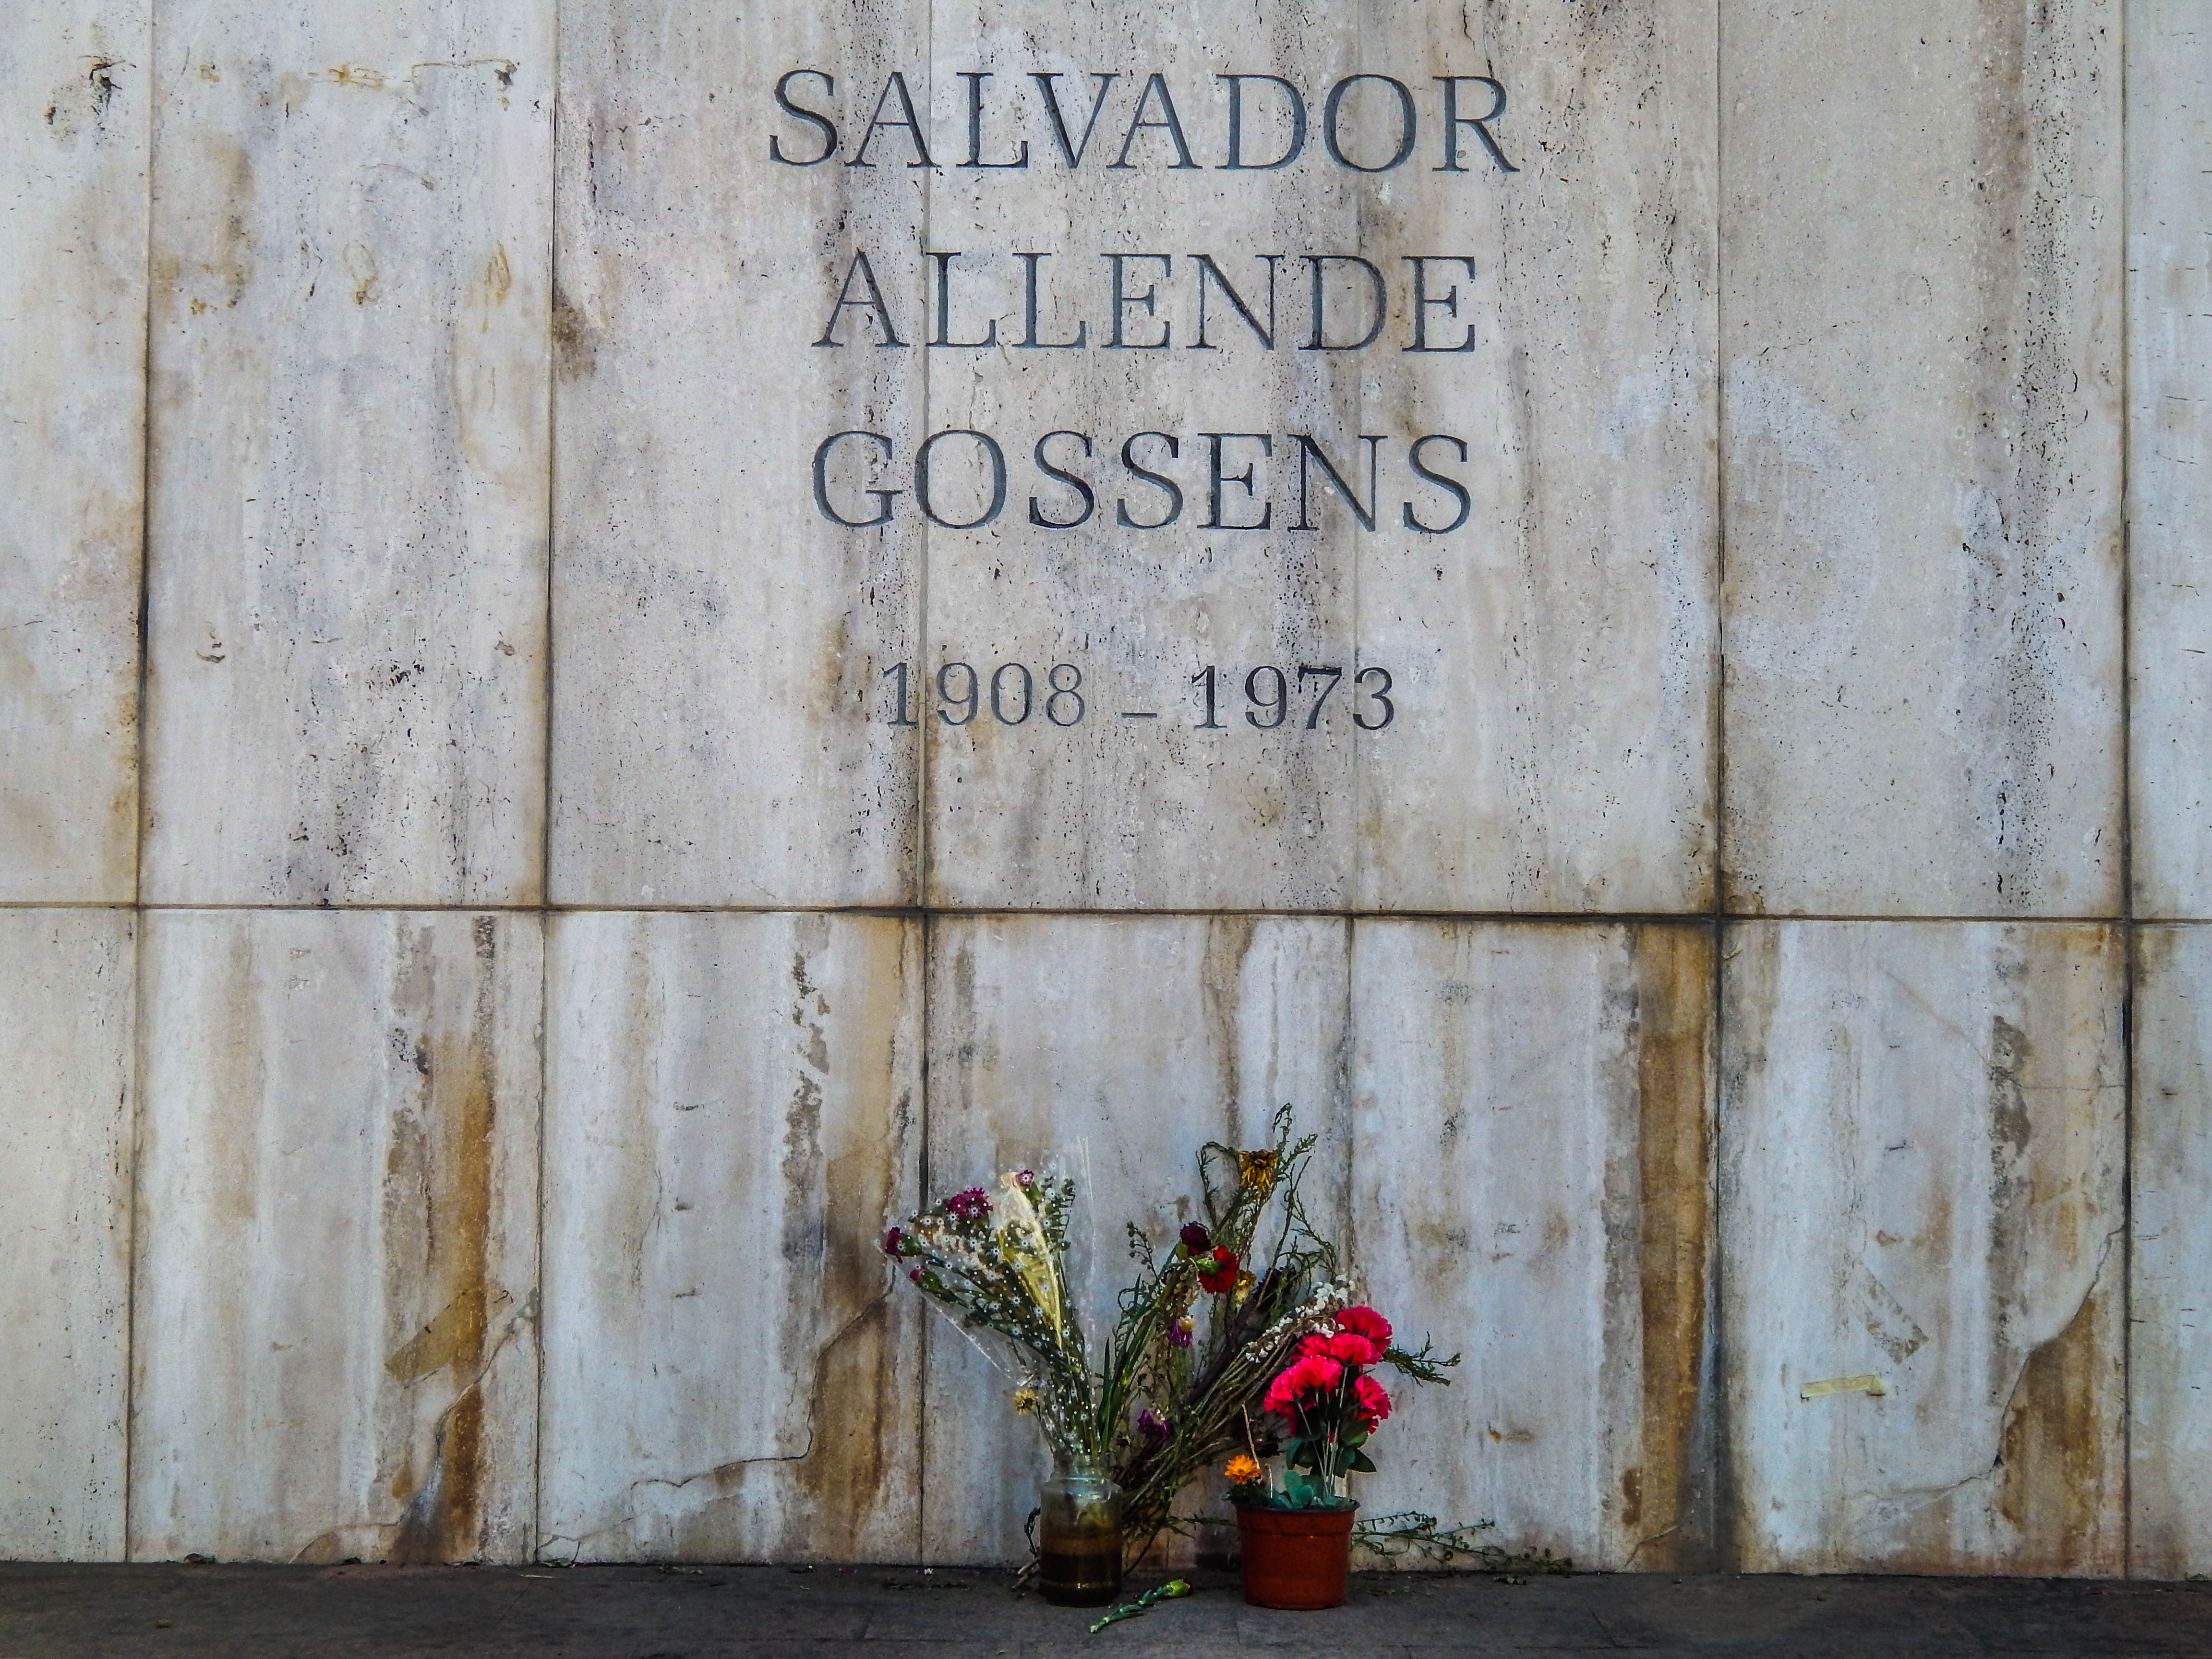 SALVADOR
ALLENDE
GOSSENS
1908 – 1973